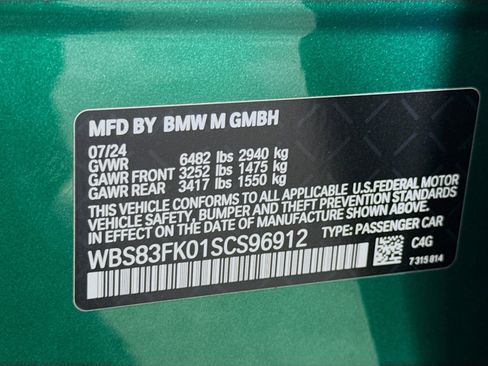 MFD BY BMW M GMBH
07/24
GVWR 6482 lbs 2940 kg
GAWR FRONT 3252 lbs 1475 kg
GAWR REAR 3417 lbs 1550 kg
THIS VEHICLE CONFORMS TO ALL APPLICABLE U.S.FEDERAL MOTOR
VEHICLE SAFETY, BUMPER, AND THEFT PREVENTION STANDARDS
IN EFFECT ON THE DATE OF MANUFACTURE SHOWN ABOVE.
WBS83FK01SCS96912 TYPE: PASSENGER CAR
C4G
7 315 814